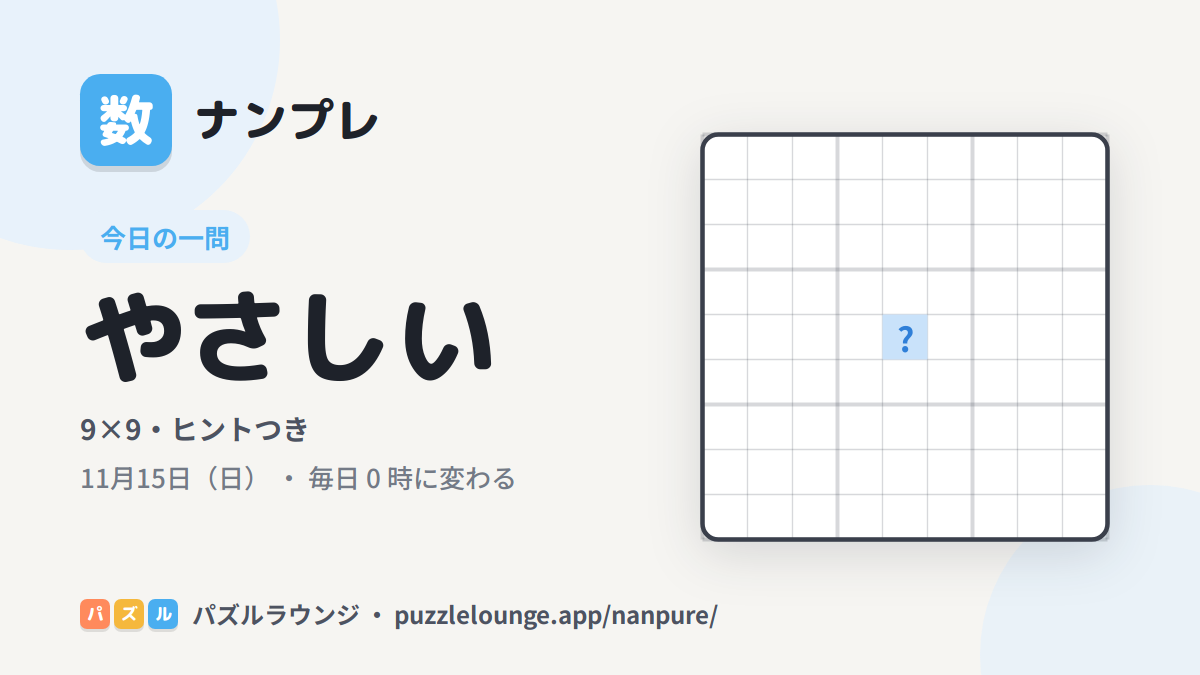 数 ナンプレ
今日の一問
やさしい
9×9・ヒントつき
11月15日（日） ・ 毎日 0 時に変わる
?
パズル パズルラウンジ ・ puzzlelounge.app/nanpure/